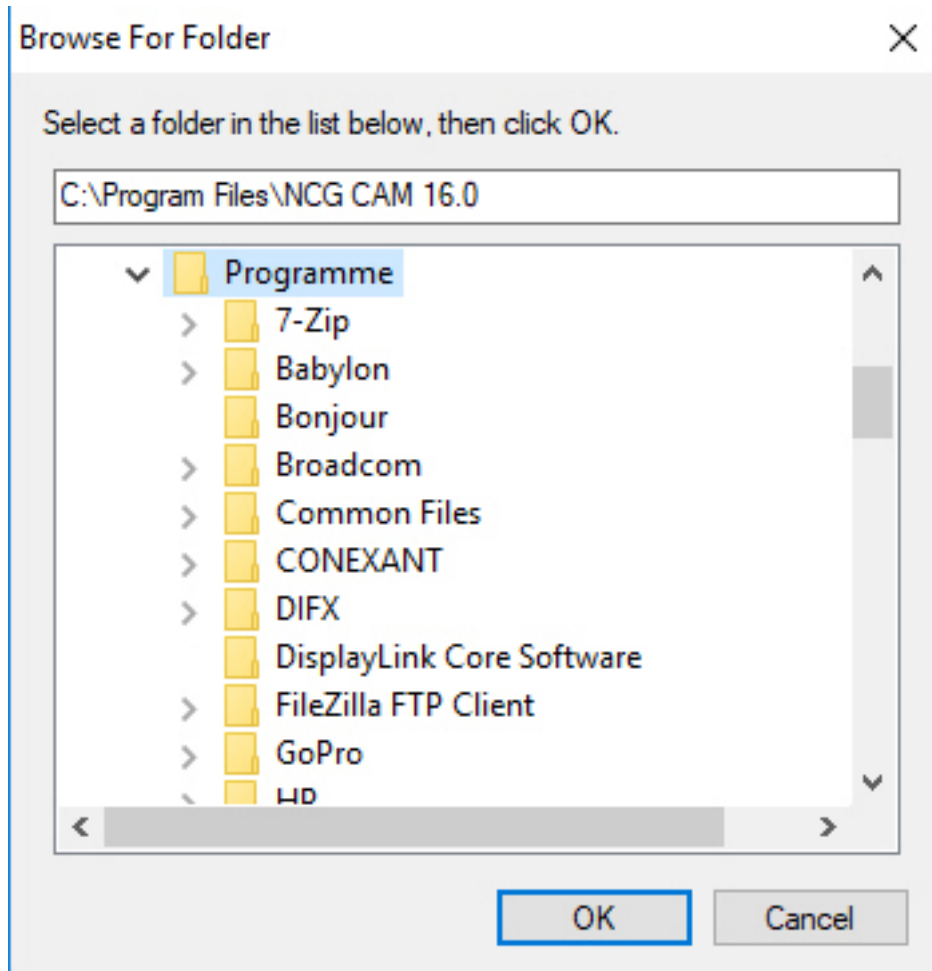 Browse For Folder
Select a folder in the list below, then click OK.
C:\Program Files\NCG CAM 16.0
Programme
7-Zip
Babylon
Bonjour
Broadcom
Common Files
CONEXANT
DIFX
DisplayLink Core Software
FileZilla FTP Client
GoPro
HP
OK Cancel